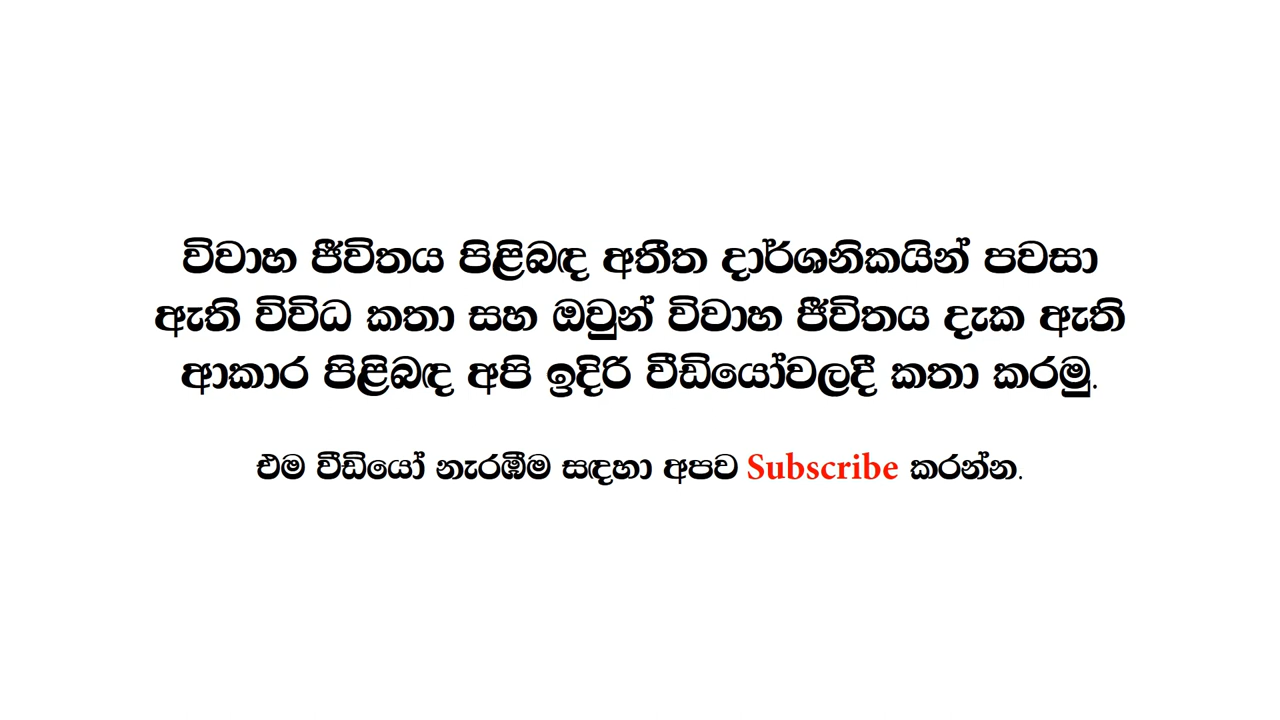 විවාහ ජීවිතය පිළිබඳ අතීත දාර්ශනිකයින් පවසා
ඇති විවිධ කතා සහ ඔවුන් විවාහ ජීවිතය දැක ඇති
ආකාර පිළිබඳ අපි ඉදිරි වීඩියෝවලදී කතා කරමු.
එම වීඩියෝ නැරඹීම සඳහා අපව Subscribe කරන්න.